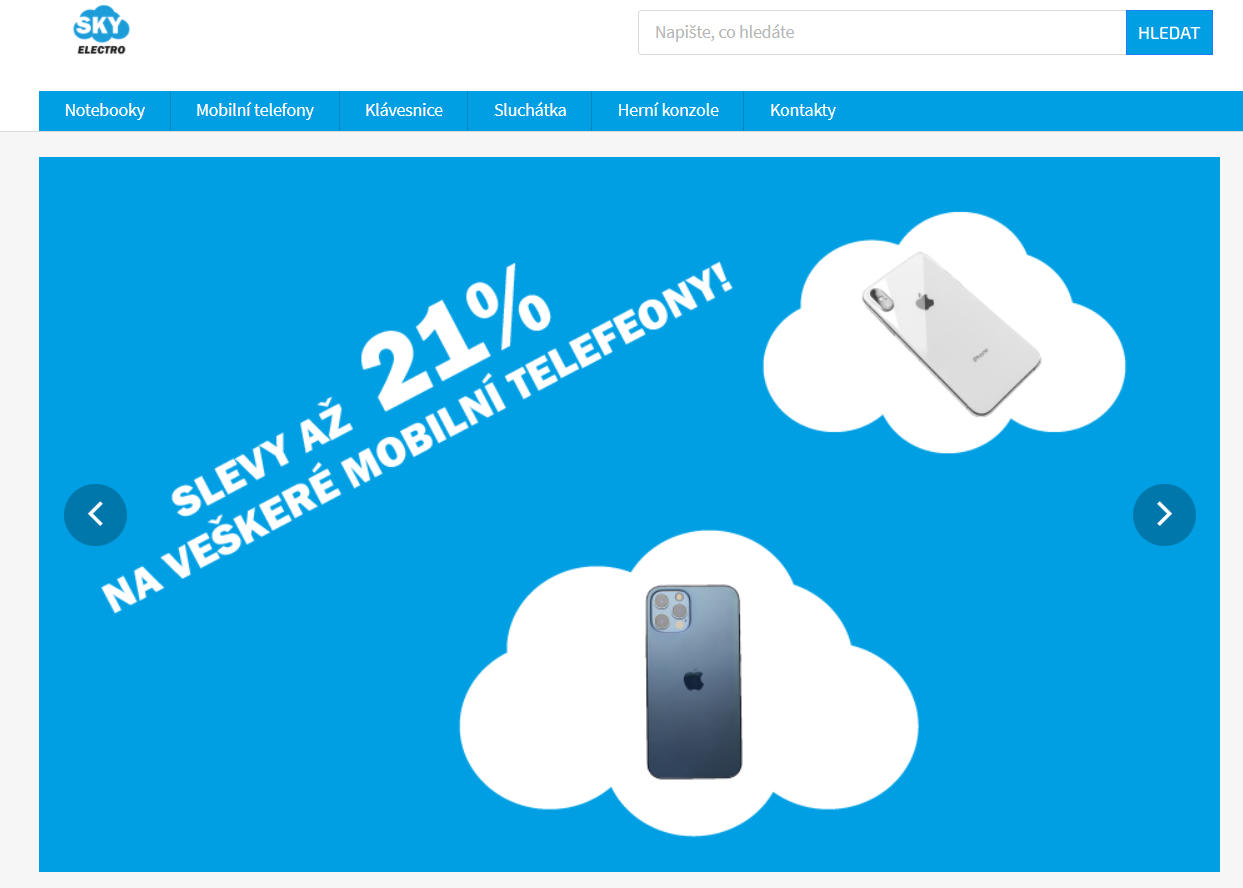 SKY
ELECTRO
Napište, co hledáte
HLEDAT
Notebooky
Mobilní telefony
Klávesnice
Sluchátka
Herní konzole
Kontakty
SLEVY AŽ 21%
NA VEŠKERÉ MOBILNÍ TELEFEONY!
iPhone